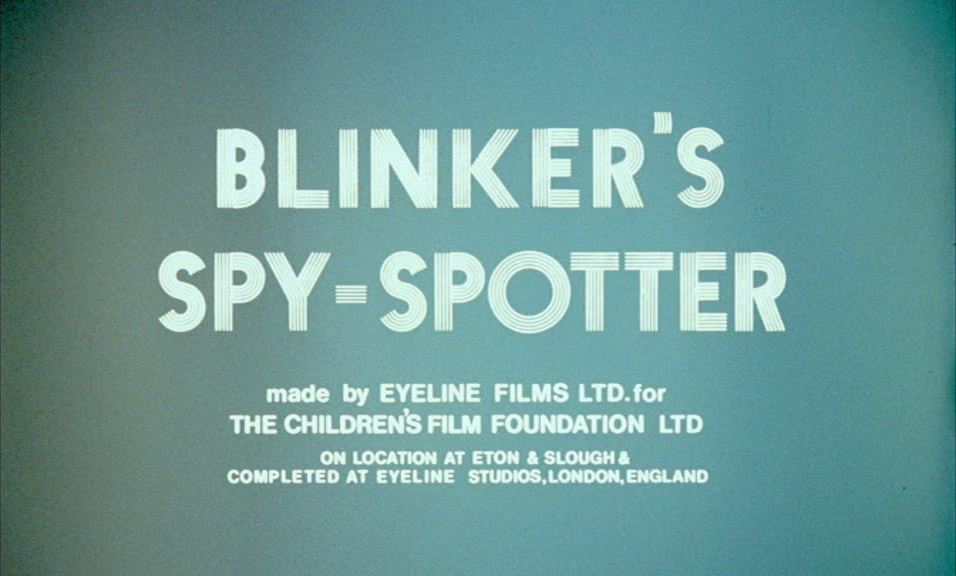 BLINKER'S
SPY-SPOTTER
made by EYELINE FILMS LTD. for
THE CHILDREN'S FILM FOUNDATION LTD
ON LOCATION AT ETON & SLOUGH &
COMPLETED AT EYELINE STUDIOS, LONDON, ENGLAND